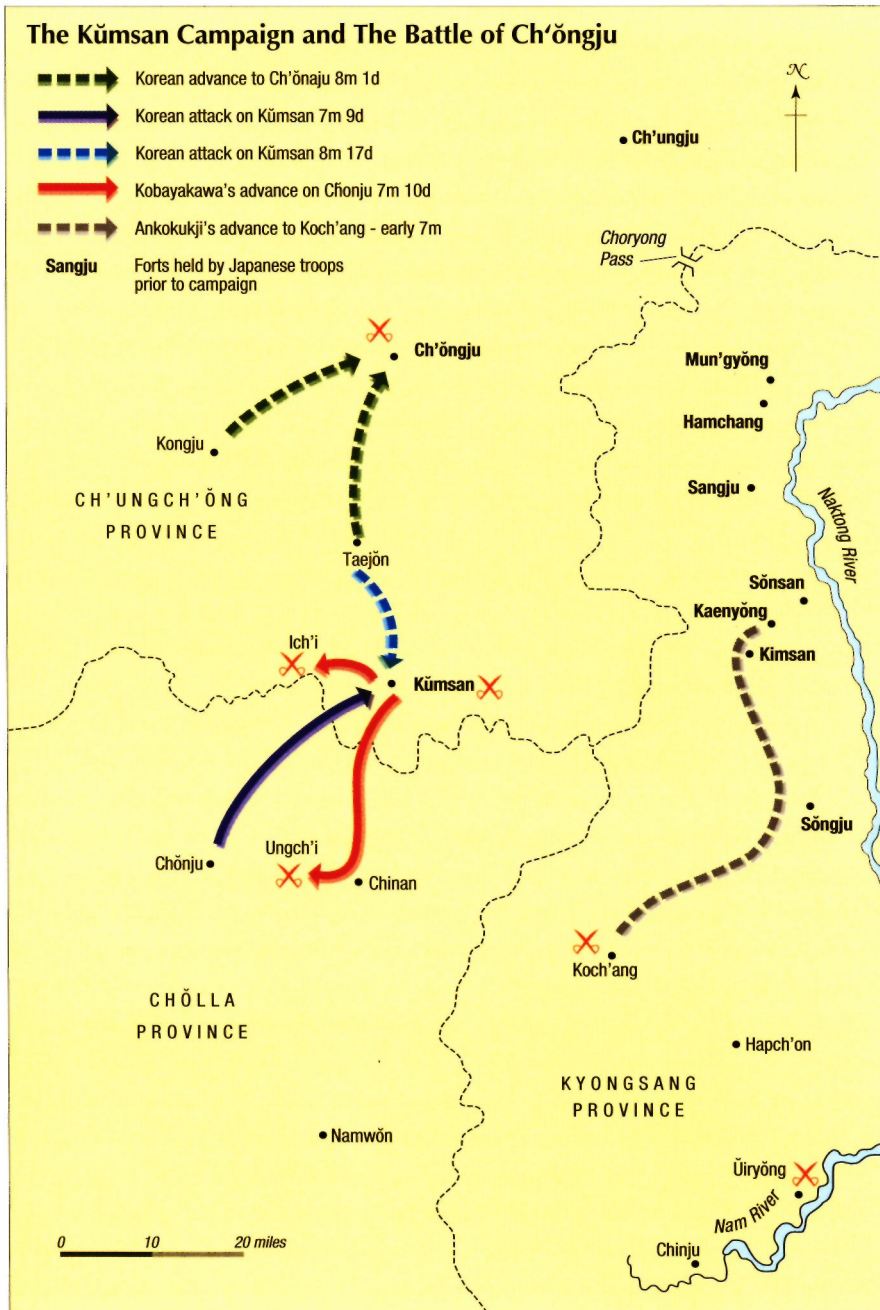 The Kŭmsan Campaign and The Battle of Ch‘ŏngju
Korean advance to Ch’ŏnaju 8m 1d
Korean attack on Kŭmsan 7m 9d
Korean attack on Kŭmsan 8m 17d
Kobayakawa’s advance on Chŏnju 7m 10d
Ankokukji’s advance to Koch’ang - early 7m
Sangju
Forts held by Japanese troops
prior to campaign
N
Ch’ungju
Choryong
Pass
Ch’ŏngju
Mun’gyŏng
Hamchang
Kongju
Sangju
CH’UNGCH’ŎNG
PROVINCE
Naktong River
Taejŏn
Sŏnsan
Kaenyŏng
Ich’i
Kimsan
Kŭmsan
Sŏngju
Ungch’i
Chŏnju
Chinan
Koch’ang
CHŎLLA
PROVINCE
Hapch’on
KYONGSANG
PROVINCE
Namwŏn
Ŭiryŏng
Nam River
Chinju
0 10 20 miles